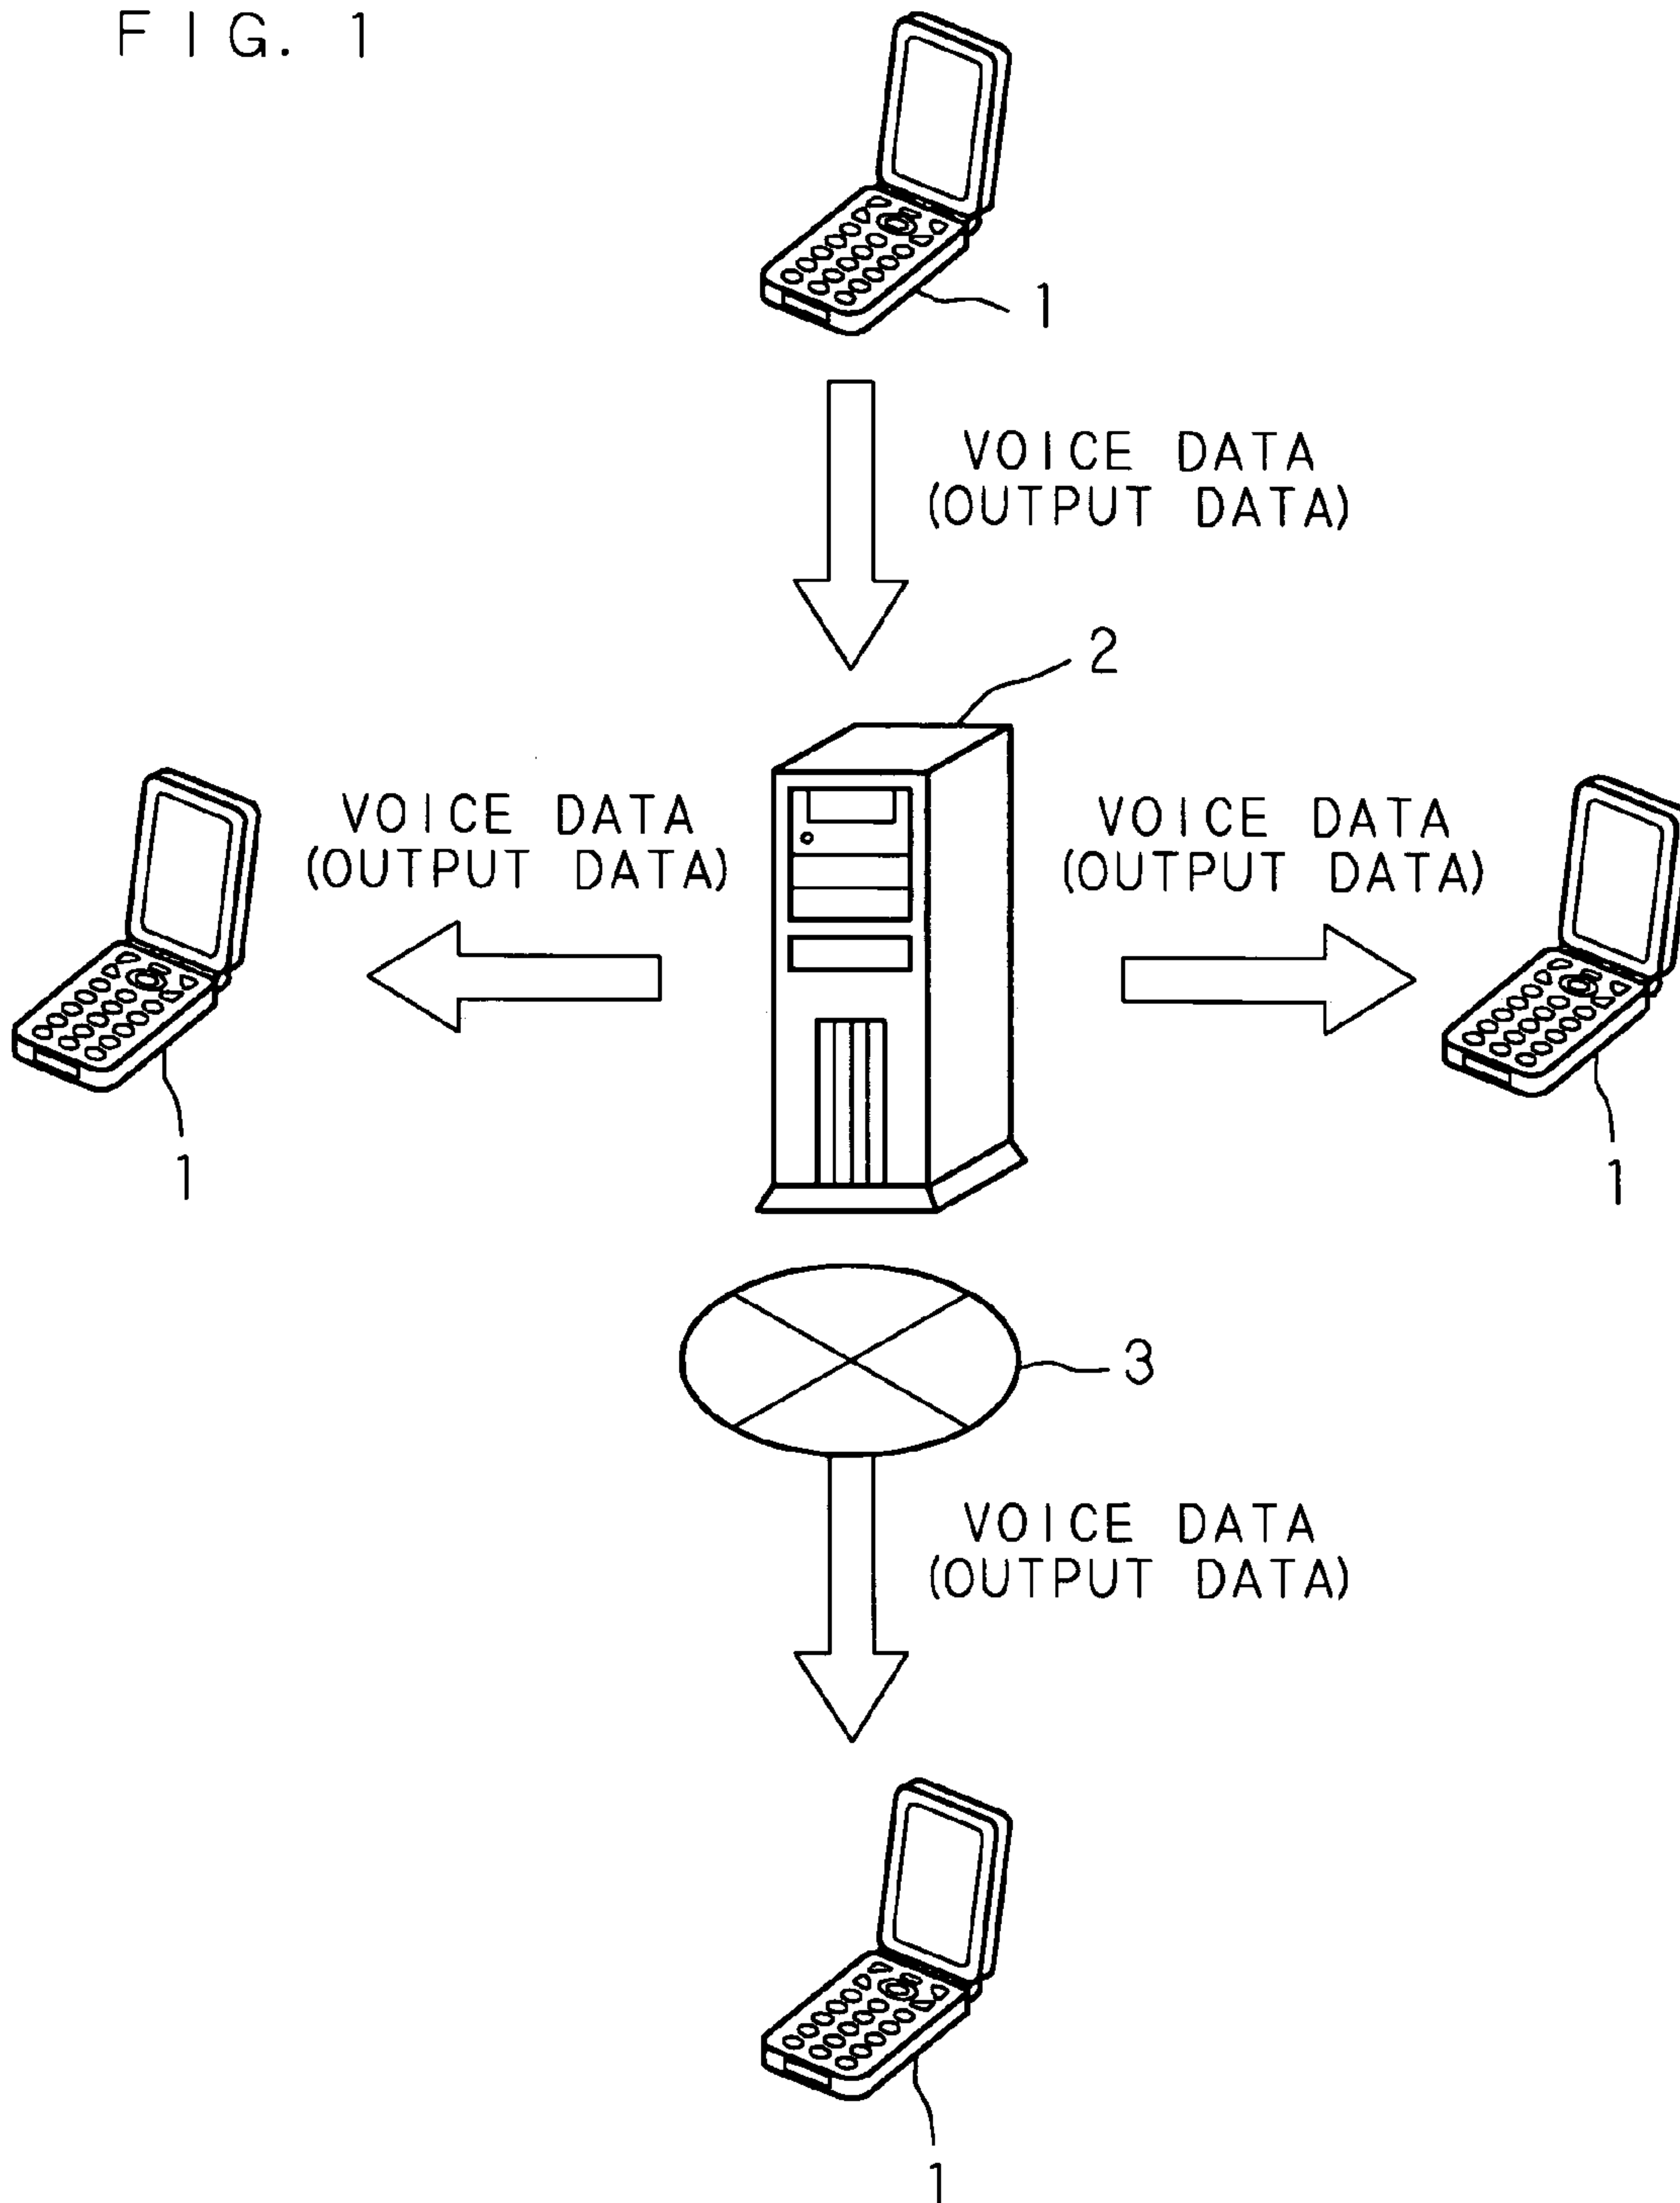 FIG. 1
1
VOICE DATA
(OUTPUT DATA)
2
VOICE DATA
(OUTPUT DATA)
VOICE DATA
(OUTPUT DATA)
1
1
3
VOICE DATA
(OUTPUT DATA)
1